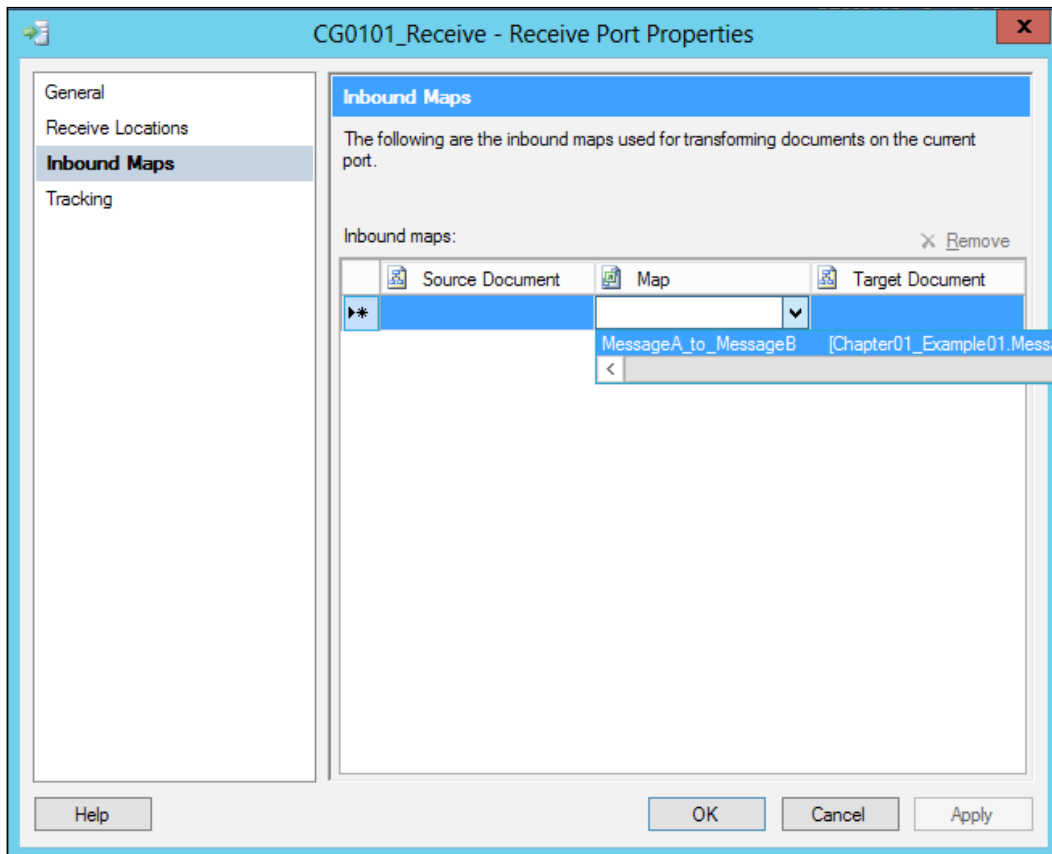 CG0101_Receive - Receive Port Properties
x
General
Receive Locations
Inbound Maps
Tracking
Inbound Maps
The following are the inbound maps used for transforming documents on the current
port.
Inbound maps:
Remove
Source Document
Map
Target Document
MessageA_to_MessageB [Chapter01_Example01.Messa
Help
OK
Cancel
Apply